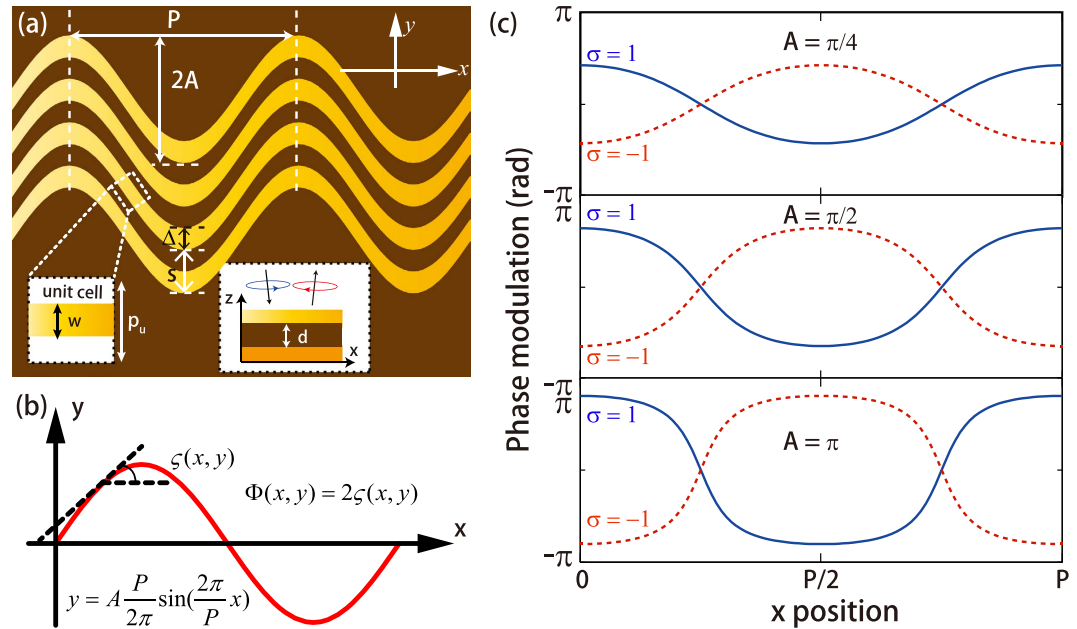 (a)
P
y
x
2A
Δ
S
unit cell
w
p_u
z
d
x
(b)
y
ς(x, y)
Φ(x, y) = 2ς(x, y)
x
y = A P/2π sin(2π/P x)
(c)
Phase modulation (rad)
π
σ = 1
A = π/4
σ = −1
−π
π
σ = 1
A = π/2
σ = −1
−π
π
σ = 1
A = π
σ = −1
−π
0
P/2
P
x position